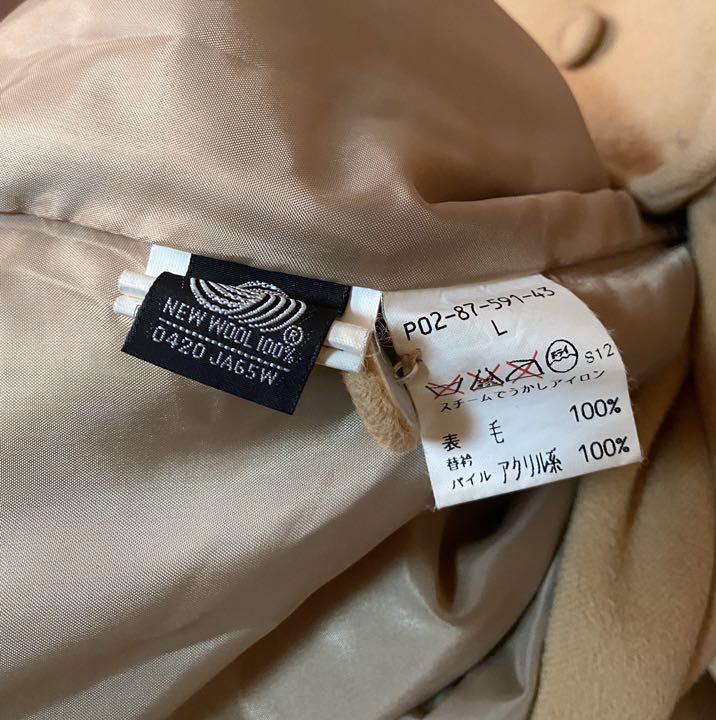 NEW WOOL 100%
®
0420 JA65W
P02-87-591-43
L
S12
スチームでうかしアイロン
表 毛 100%
替衿
パイル アクリル系 100%